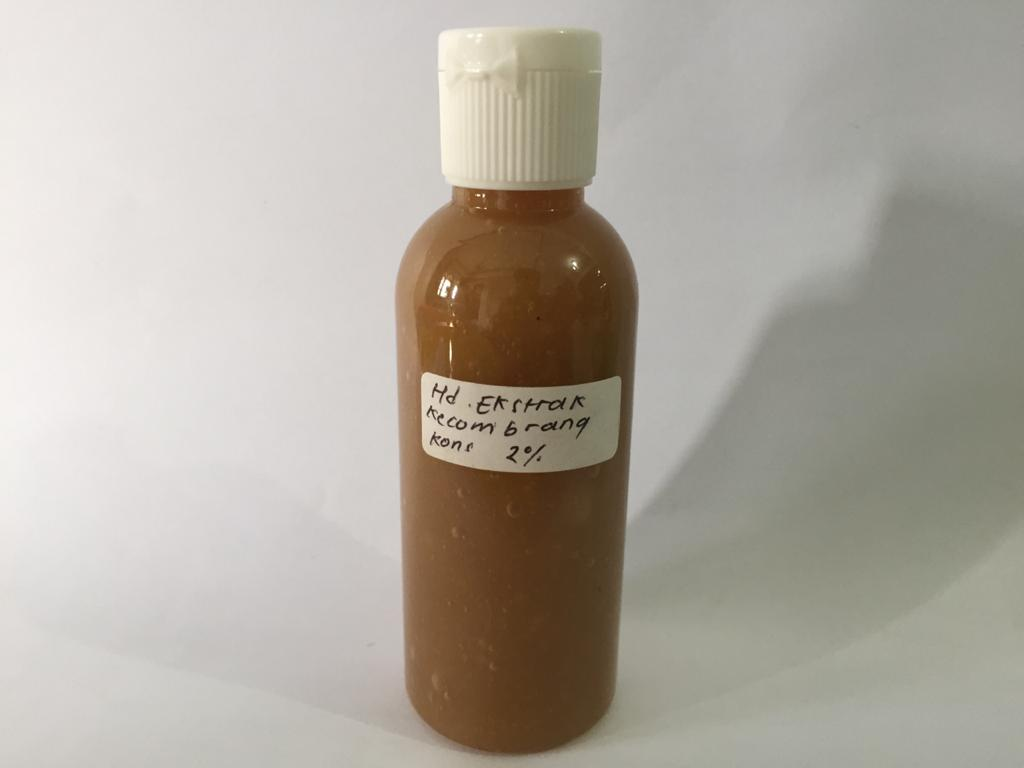 Hd. Ekstrak
Kecombrang
Kons 2%